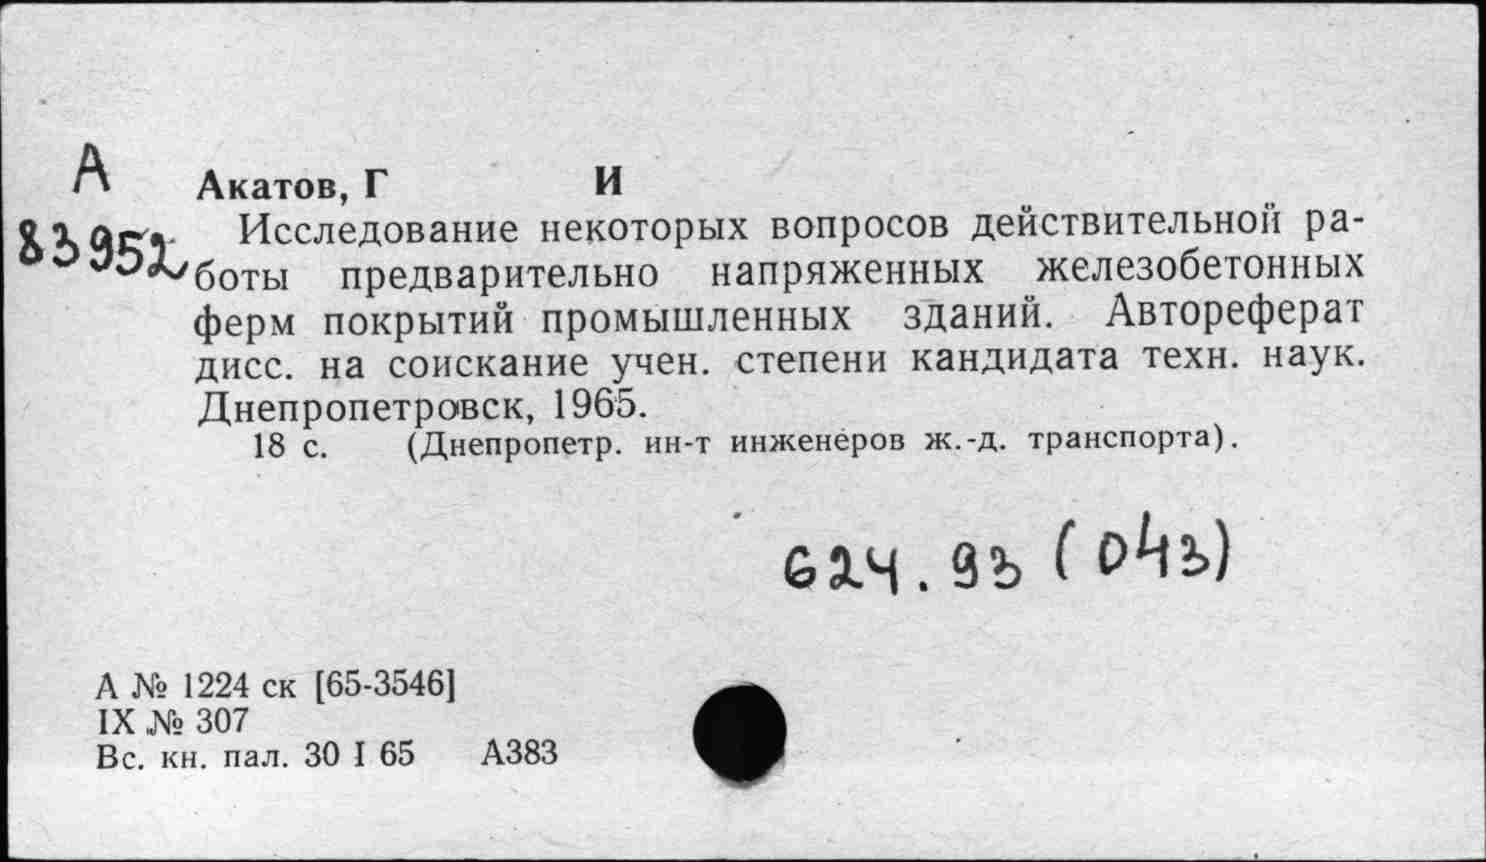 А
Акатов, Г И
83952
Исследование некоторых вопросов действительной ра-
боты предварительно напряженных железобетонных
ферм покрытий промышленных зданий. Автореферат
дисс. на соискание учен. степени кандидата техн. наук.
Днепропетровск, 1965.
18 с. (Днепропетр. ин-т инженеров ж.-д. транспорта).
624.93 (043)
А № 1224 ск [65-3546]
IX № 307
Вс. кн. пал. 30 I 65 А383